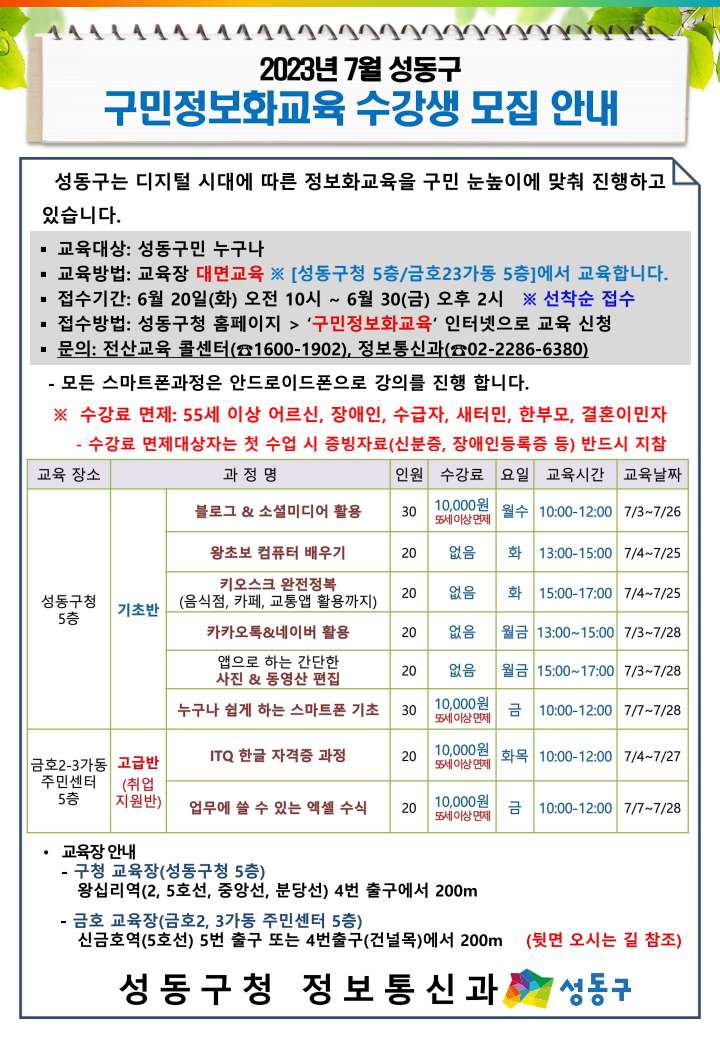 2023년 7월 성동구
구민정보화교육 수강생 모집 안내
성동구는 디지털 시대에 따른 정보화교육을 구민 눈높이에 맞춰 진행하고
있습니다.
▪ 교육대상: 성동구민 누구나
▪ 교육방법: 교육장 대면교육 ※ [성동구청 5층/금호23가동 5층]에서 교육합니다.
▪ 접수기간: 6월 20일(화) 오전 10시 ~ 6월 30(금) 오후 2시 ※ 선착순 접수
▪ 접수방법: 성동구청 홈페이지 > ‘구민정보화교육‘ 인터넷으로 교육 신청
▪ 문의: 전산교육 콜센터(☎1600-1902), 정보통신과(☎02-2286-6380)
- 모든 스마트폰과정은 안드로이드폰으로 강의를 진행 합니다.
※ 수강료 면제: 55세 이상 어르신, 장애인, 수급자, 새터민, 한부모, 결혼이민자
- 수강료 면제대상자는 첫 수업 시 증빙자료(신분증, 장애인등록증 등) 반드시 지참
교육 장소 과 정 명 인원 수강료 요일 교육시간 교육날짜
성동구청
5층
기초반
블로그 & 소셜미디어 활용 30 10,000원 월수 10:00-12:00 7/3~7/26
55세이상면제
왕초보 컴퓨터 배우기 20 없음 화 13:00-15:00 7/4~7/25
키오스크 완전정복
(음식점, 카페, 교통앱 활용까지) 20 없음 화 15:00-17:00 7/4~7/25
카카오톡&네이버 활용 20 없음 월금 13:00~15:00 7/3~7/28
앱으로 하는 간단한
사진 & 동영산 편집 20 없음 월금 15:00~17:00 7/3~7/28
누구나 쉽게 하는 스마트폰 기초 30 10,000원 금 10:00-12:00 7/7~7/28
55세이상면제
금호2-3가동
주민센터
5층
고급반
(취업
지원반)
ITQ 한글 자격증 과정 20 10,000원 화목 10:00-12:00 7/4~7/27
55세이상면제
업무에 쓸 수 있는 엑셀 수식 20 10,000원 금 10:00-12:00 7/7~7/28
55세이상면제
• 교육장 안내
- 구청 교육장(성동구청 5층)
왕십리역(2, 5호선, 중앙선, 분당선) 4번 출구에서 200m
- 금호 교육장(금호2, 3가동 주민센터 5층)
신금호역(5호선) 5번 출구 또는 4번출구(건널목)에서 200m (뒷면 오시는 길 참조)
성동구청 정보통신과 성동구